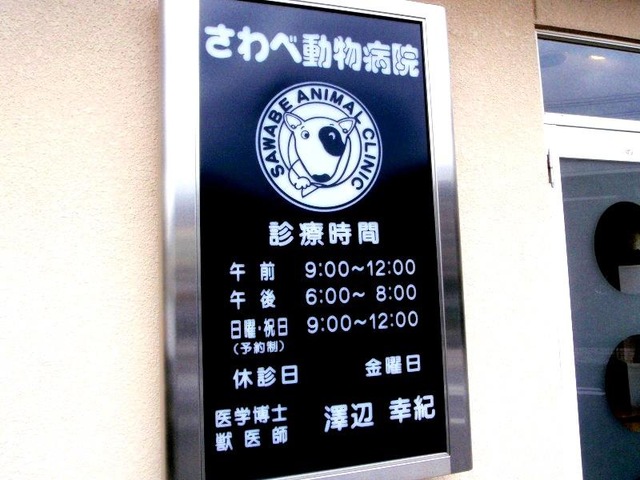 さわべ動物病院
SAWABE ANIMAL CLINIC
診療時間
午前 9:00～12:00
午後 6:00～ 8:00
日曜・祝日 9:00～12:00
(予約制)
休診日 金曜日
医学博士
獣医師 澤辺 幸紀